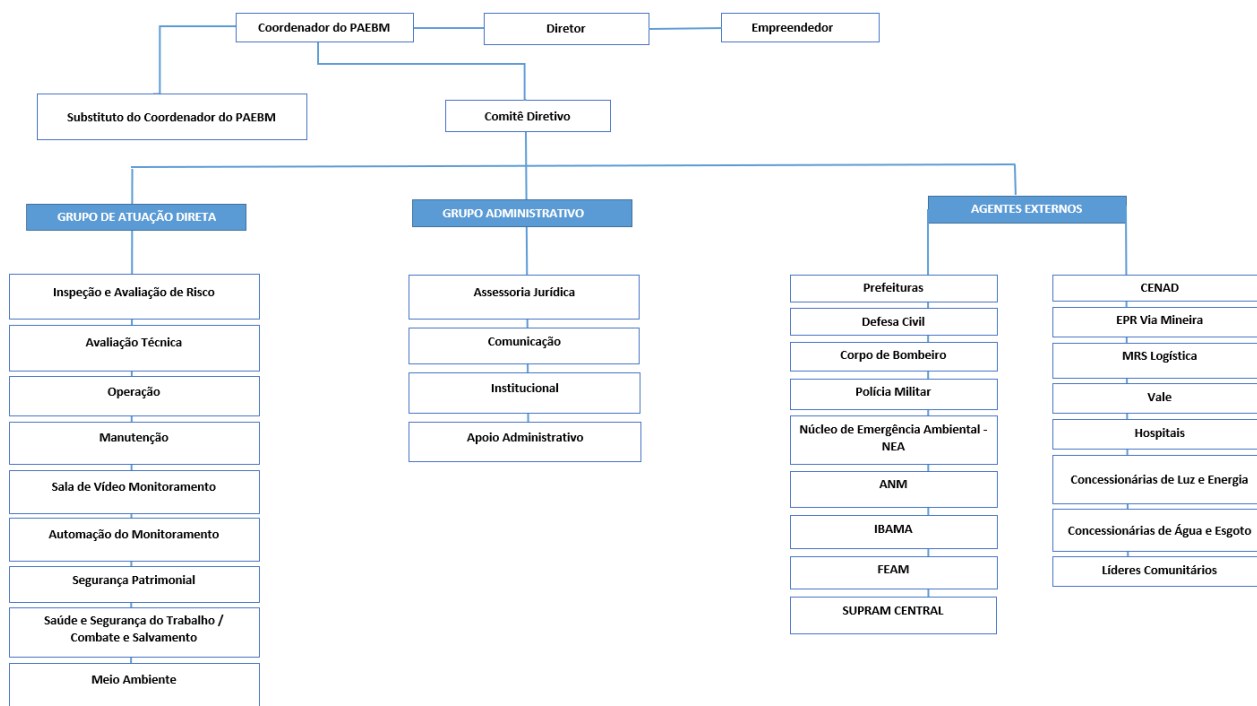 Coordenador do PAEBM
Diretor
Empreendedor
Substituto do Coordenador do PAEBM
Comitê Diretivo
GRUPO DE ATUAÇÃO DIRETA
Inspeção e Avaliação de Risco
Avaliação Técnica
Operação
Manutenção
Sala de Vídeo Monitoramento
Automação do Monitoramento
Segurança Patrimonial
Saúde e Segurança do Trabalho /
Combate e Salvamento
Meio Ambiente
GRUPO ADMINISTRATIVO
Assessoria Jurídica
Comunicação
Institucional
Apoio Administrativo
AGENTES EXTERNOS
Prefeituras
Defesa Civil
Corpo de Bombeiro
Polícia Militar
Núcleo de Emergência Ambiental -
NEA
ANM
IBAMA
FEAM
SUPRAM CENTRAL
CENAD
EPR Via Mineira
MRS Logística
Vale
Hospitais
Concessionárias de Luz e Energia
Concessionárias de Água e Esgoto
Líderes Comunitários